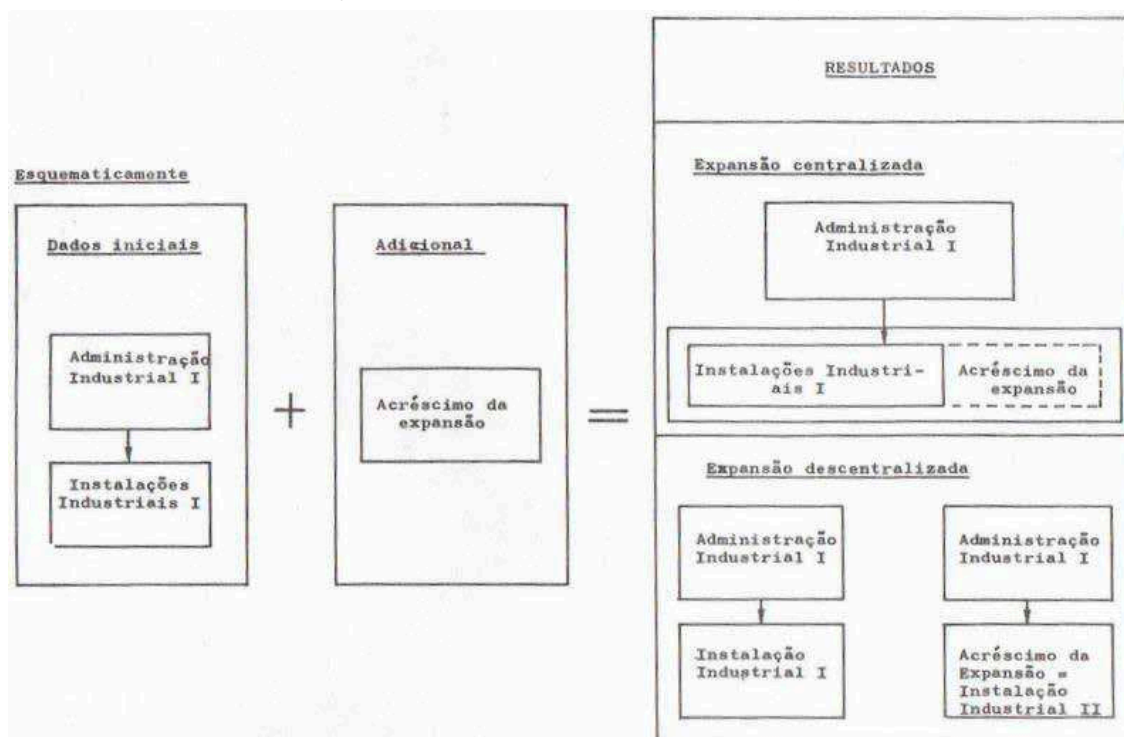 Esquematicamente
Dados iniciais
Administração
Industrial I
Instalações
Industriais I
+
Adicional
Acréscimo da
expansão
=
RESULTADOS
Expansão centralizada
Administração
Industrial I
Instalações Industri-
ais I
Acréscimo da
expansão
Expansão descentralizada
Administração
Industrial I
Instalação
Industrial I
Administração
Industrial I
Acréscimo da
Expansão =
Instalação
Industrial II